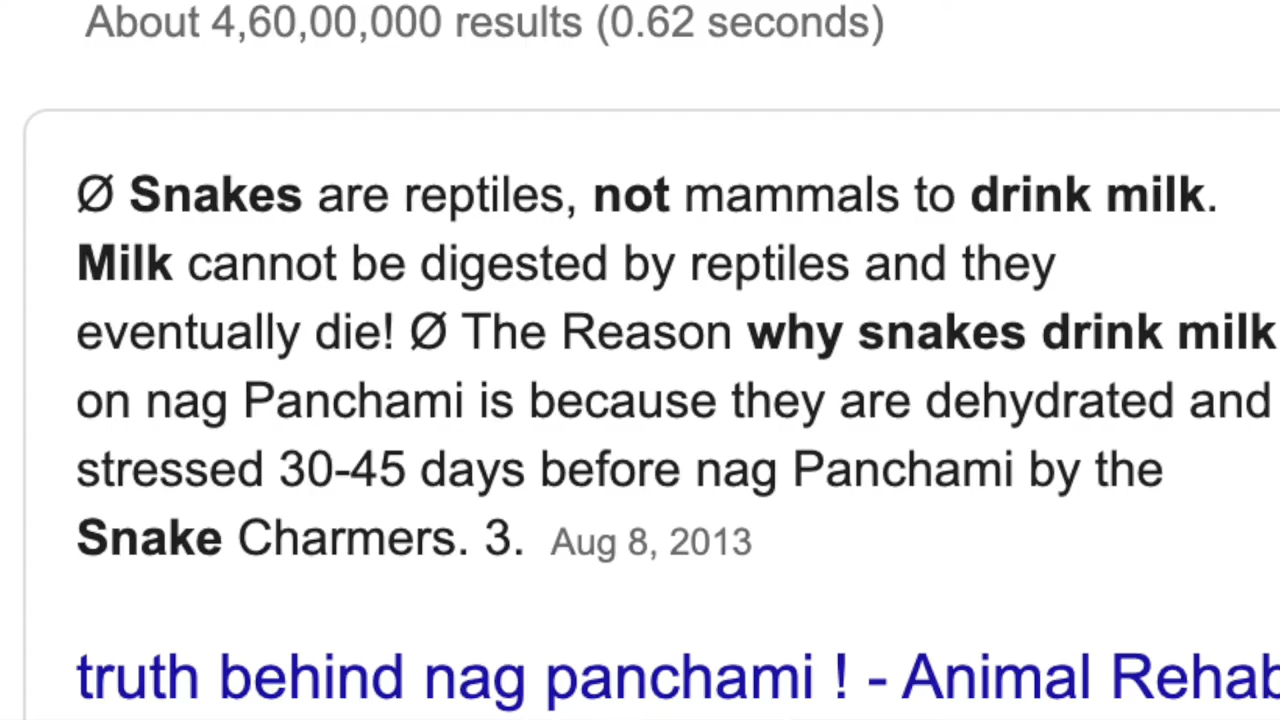 About 4,60,00,000 results (0.62 seconds)
Ø Snakes are reptiles, not mammals to drink milk.
Milk cannot be digested by reptiles and they
eventually die! Ø The Reason why snakes drink milk
on nag Panchami is because they are dehydrated and
stressed 30-45 days before nag Panchami by the
Snake Charmers. 3. Aug 8, 2013
truth behind nag panchami ! - Animal Rehab